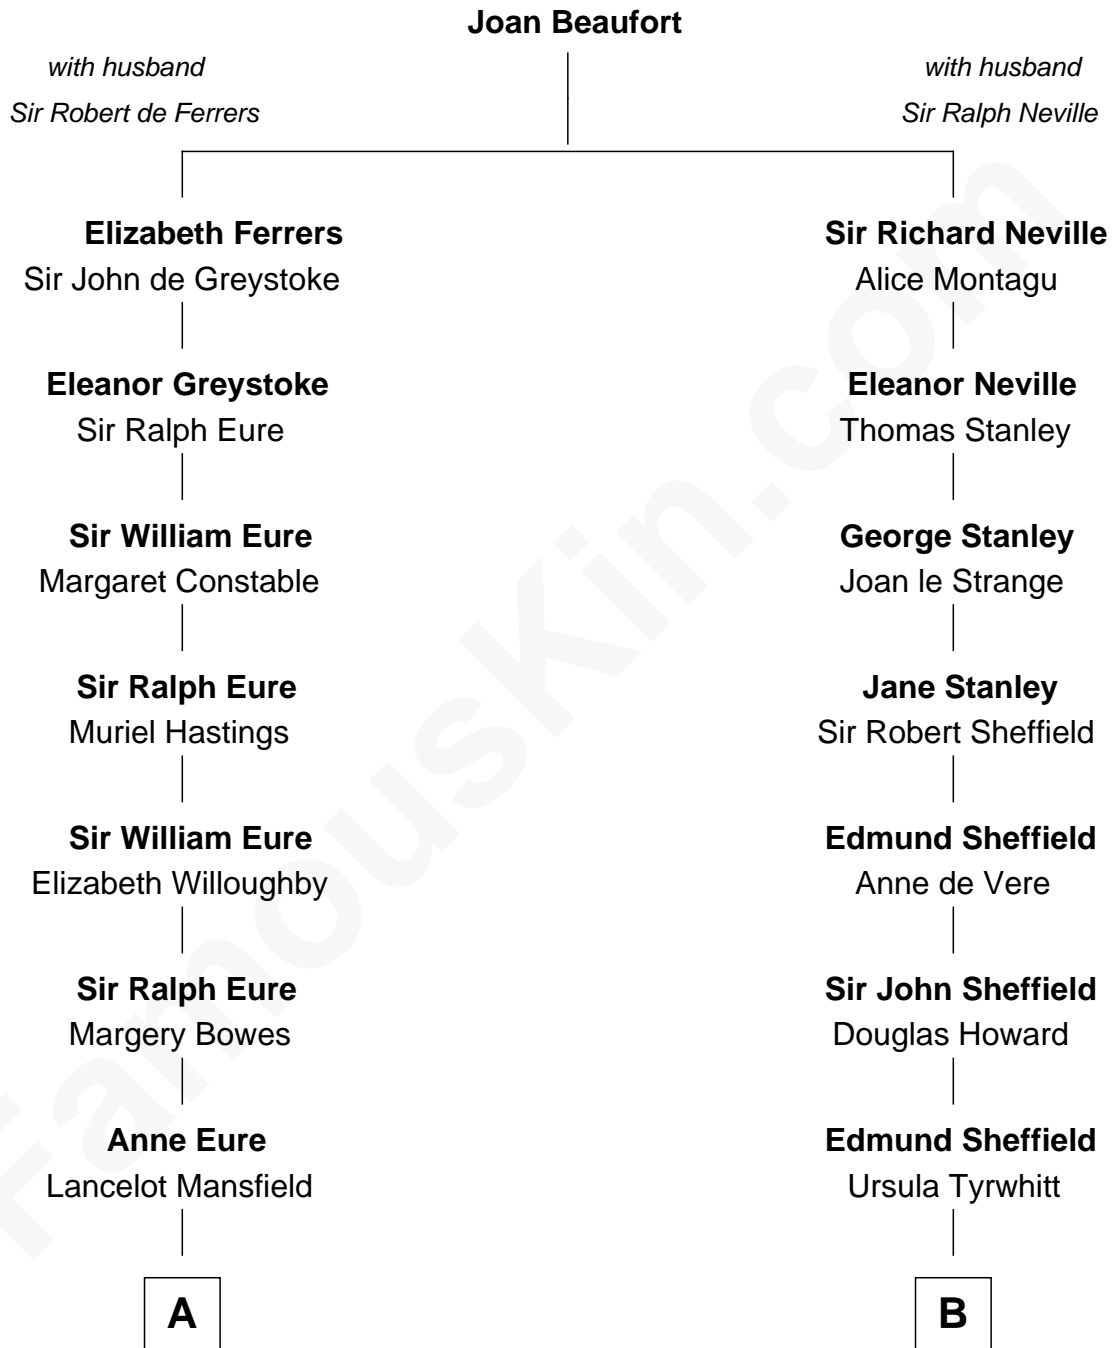 Joan Beaufort
with husband
Sir Robert de Ferrers
with husband
Sir Ralph Neville
Elizabeth Ferrers
Sir John de Greystoke
Sir Richard Neville
Alice Montagu
Eleanor Greystoke
Sir Ralph Eure
Eleanor Neville
Thomas Stanley
Sir William Eure
Margaret Constable
George Stanley
Joan le Strange
Sir Ralph Eure
Muriel Hastings
Jane Stanley
Sir Robert Sheffield
Sir William Eure
Elizabeth Willoughby
Edmund Sheffield
Anne de Vere
Sir Ralph Eure
Margery Bowes
Sir John Sheffield
Douglas Howard
Anne Eure
Lancelot Mansfield
Edmund Sheffield
Ursula Tyrwhitt
A
B
FamousKin.com